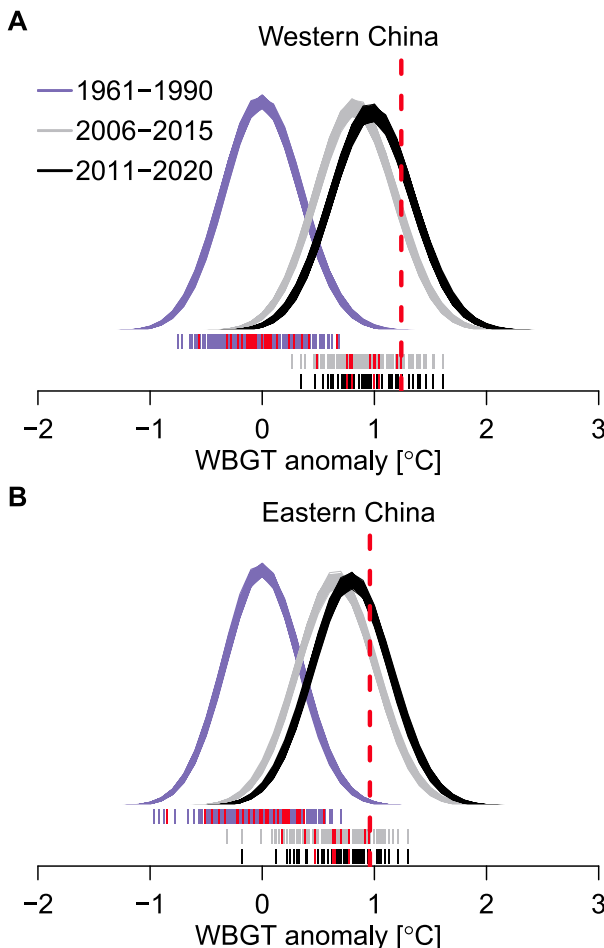 A
Western China
1961−1990
2006−2015
2011−2020
−2 −1 0 1 2 3
WBGT anomaly [°C]
B
Eastern China
−2 −1 0 1 2 3
WBGT anomaly [°C]